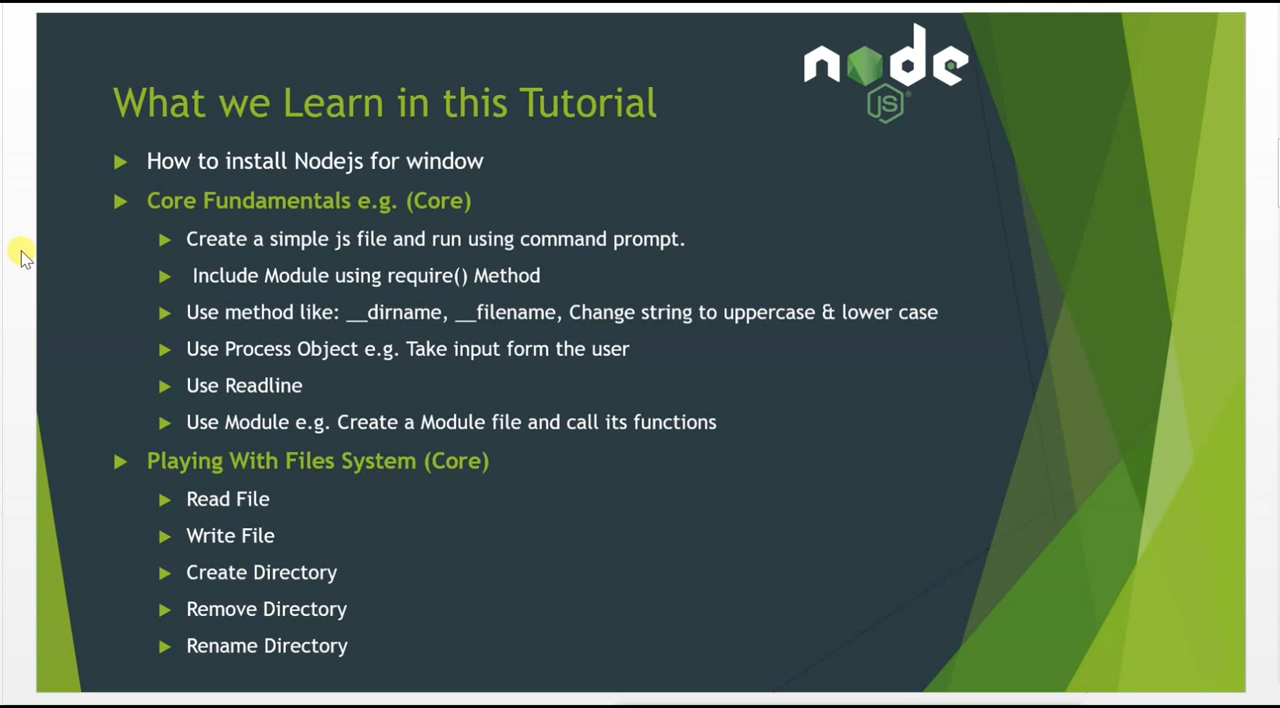 node
JS
What we Learn in this Tutorial
How to install Nodejs for window
Core Fundamentals e.g. (Core)
Create a simple js file and run using command prompt.
Include Module using require() Method
Use method like: __dirname, __filename, Change string to uppercase & lower case
Use Process Object e.g. Take input form the user
Use Readline
Use Module e.g. Create a Module file and call its functions
Playing With Files System (Core)
Read File
Write File
Create Directory
Remove Directory
Rename Directory